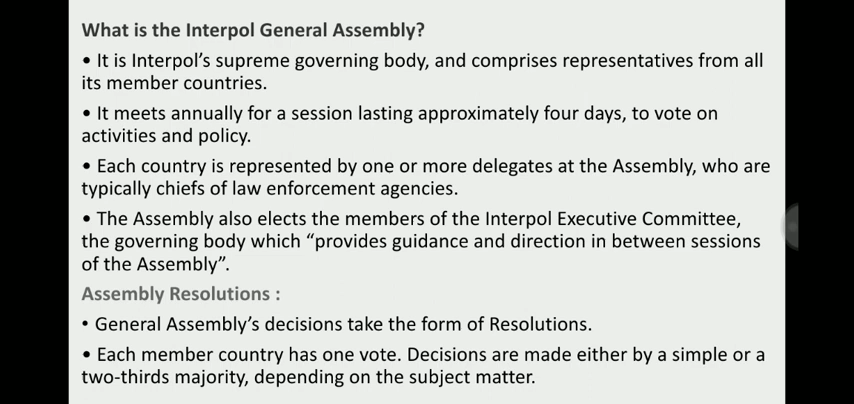 What is the Interpol General Assembly?
• It is Interpol’s supreme governing body, and comprises representatives from all
its member countries.
• It meets annually for a session lasting approximately four days, to vote on
activities and policy.
• Each country is represented by one or more delegates at the Assembly, who are
typically chiefs of law enforcement agencies.
• The Assembly also elects the members of the Interpol Executive Committee,
the governing body which “provides guidance and direction in between sessions
of the Assembly”.
Assembly Resolutions :
• General Assembly’s decisions take the form of Resolutions.
• Each member country has one vote. Decisions are made either by a simple or a
two-thirds majority, depending on the subject matter.